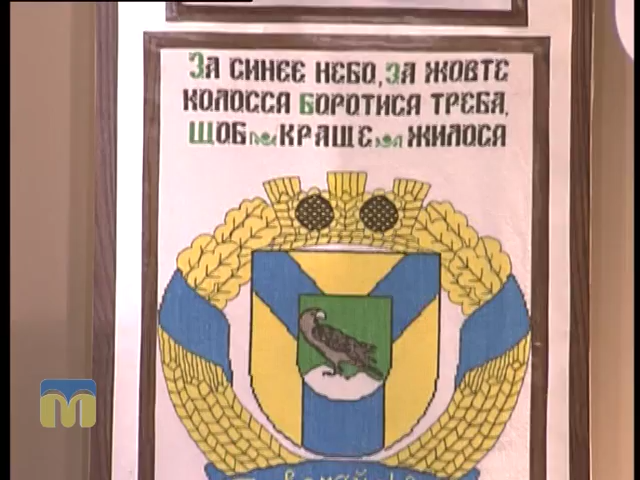 За синєє небо, за жовте
колосся боротися треба,
Щоб краще жилося